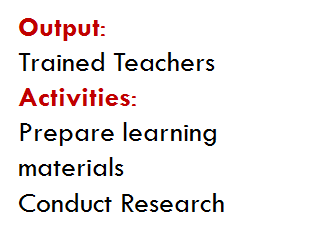 Output:
Trained Teachers
Activities:
Prepare learning
materials
Conduct Research